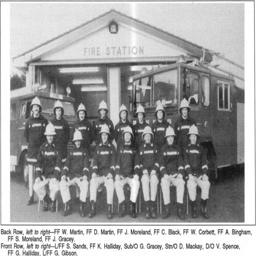 FIRE STATION
Back Row, left to right—FF W. Martin, FF D. Martin, FF J. Moreland, FF C. Black, FF W. Corbett, FF A. Bingham,
FF S. Moreland, FF J. Gracey.
Front Row, left to right—L/FF S. Sands, FF K. Halliday, Sub/O G. Gracey, Stn/O D. Mackay, D/O V. Spence,
FF G. Halliday, L/FF G. Gibson.